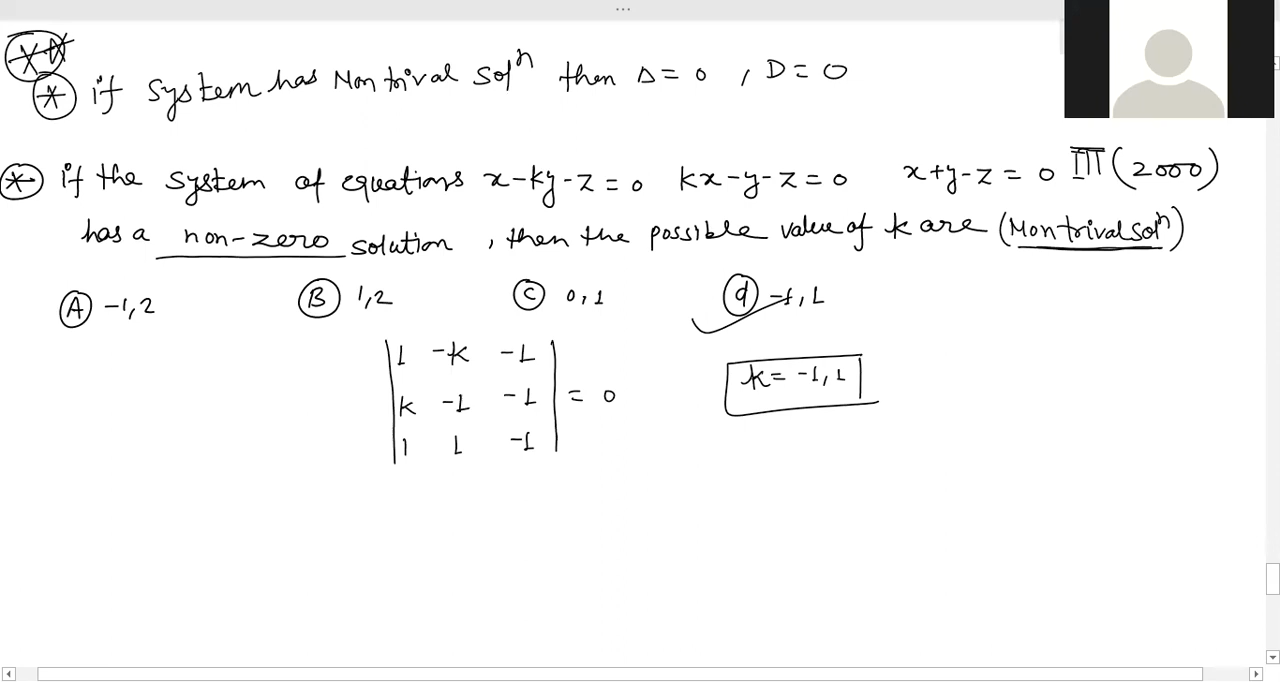 if System has Nontrival Solⁿ then Δ = 0 , D = 0
if the system of equations x-ky-z=0 kx-y-z=0 x+y-z=0 IIT (2000)
has a non-zero solution , then the possible value of k are (Nontrival Solⁿ)
(A) -1,2 (B) 1,2 (C) 0,1 (d) -1,1
|1 -k -1|
|k -1 -1| = 0
|1 1 -1|
k = -1,1